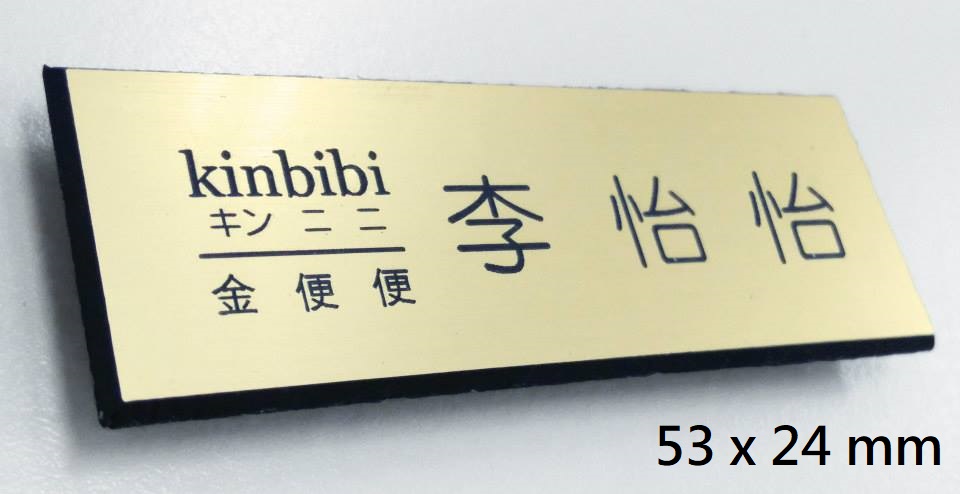 kinbibi
キン ニ ニ
金 便 便
李 怡 怡
53 x 24 mm